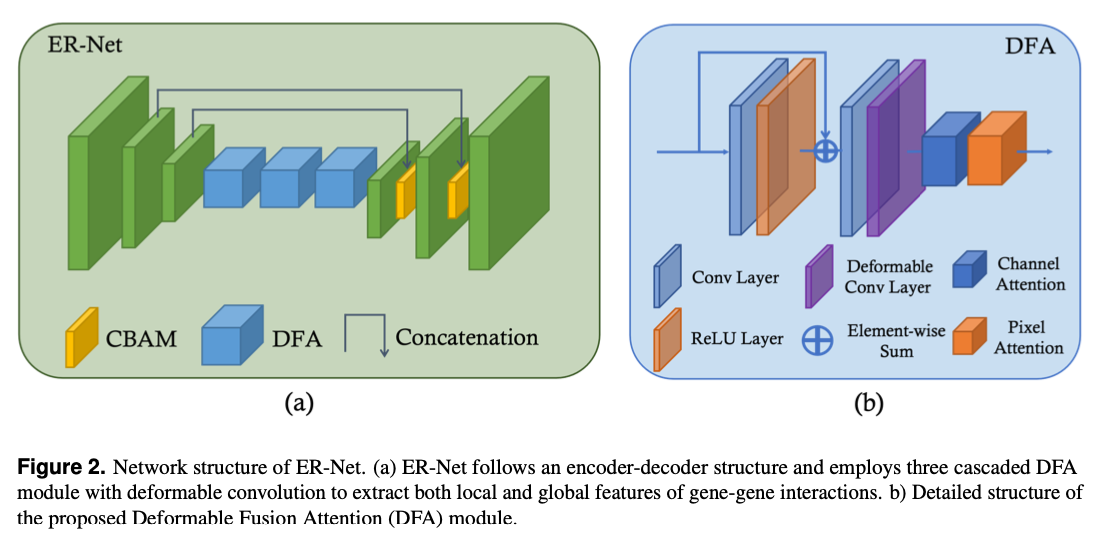 ER-Net
CBAM
DFA
Concatenation
(a)
DFA
Conv Layer
Deformable
Conv Layer
Channel
Attention
ReLU Layer
Element-wise
Sum
Pixel
Attention
(b)
Figure 2. Network structure of ER-Net. (a) ER-Net follows an encoder-decoder structure and employs three cascaded DFA
module with deformable convolution to extract both local and global features of gene-gene interactions. b) Detailed structure of
the proposed Deformable Fusion Attention (DFA) module.